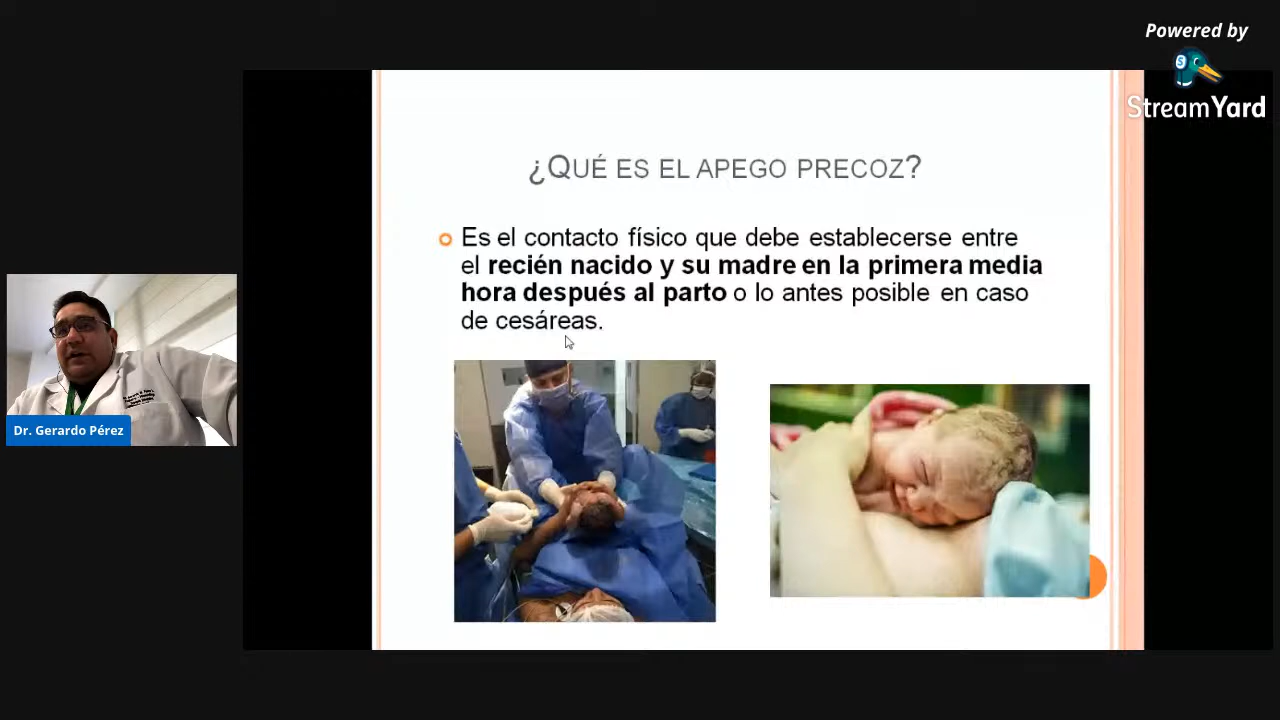 Powered by
StreamYard
¿QUÉ ES EL APEGO PRECOZ?
Es el contacto físico que debe establecerse entre
el recién nacido y su madre en la primera media
hora después al parto o lo antes posible en caso
de cesáreas.
Dr. Gerardo Pérez